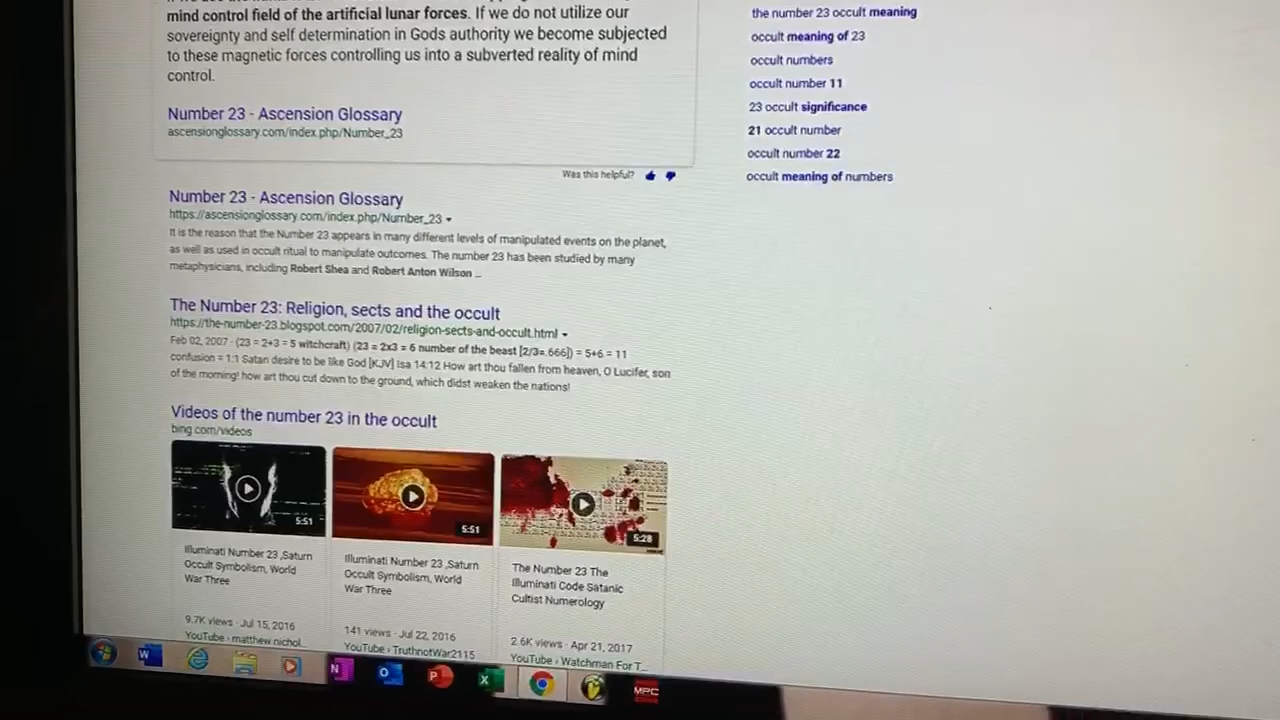 mind control field of the artificial lunar forces. If we do not utilize our
sovereignty and self determination in Gods authority we become subjected
to these magnetic forces controlling us into a subverted reality of mind
control.
Number 23 - Ascension Glossary
ascensionglossary.com/index.php/Number_23
Was this helpful?
Number 23 - Ascension Glossary
https://ascensionglossary.com/index.php/Number_23
It is the reason that the Number 23 appears in many different levels of manipulated events on the planet,
as well as used in occult ritual to manipulate outcomes. The number 23 has been studied by many
metaphysicians, including Robert Shea and Robert Anton Wilson ...
The Number 23: Religion, sects and the occult
https://the-number-23.blogspot.com/2007/02/religion-sects-and-occult.html
Feb 02, 2007 · (23 = 2+3 = 5 witchcraft) (23 = 2x3 = 6 number of the beast [2/3=.666]) = 5+6 = 11
confusion = 1:1 Satan desire to be like God [KJV] Isa 14:12 How art thou fallen from heaven, O Lucifer, son
of the morning! how art thou cut down to the ground, which didst weaken the nations!
Videos of the number 23 in the occult
bing.com/videos
5:51
5:51
5:28
Illuminati Number 23 ,Saturn
Occult Symbolism, World
War Three
9.7K views · Jul 15, 2016
YouTube › matthew nichol...
Illuminati Number 23 ,Saturn
Occult Symbolism, World
War Three
141 views · Jul 22, 2016
YouTube › TruthnotWar2115
The Number 23 The
Illuminati Code Satanic
Cultist Numerology
2.6K views · Apr 21, 2017
YouTube › Watchman For T...
the number 23 occult meaning
occult meaning of 23
occult numbers
occult number 11
23 occult significance
21 occult number
occult number 22
occult meaning of numbers
W
N
O
P
X
MPC